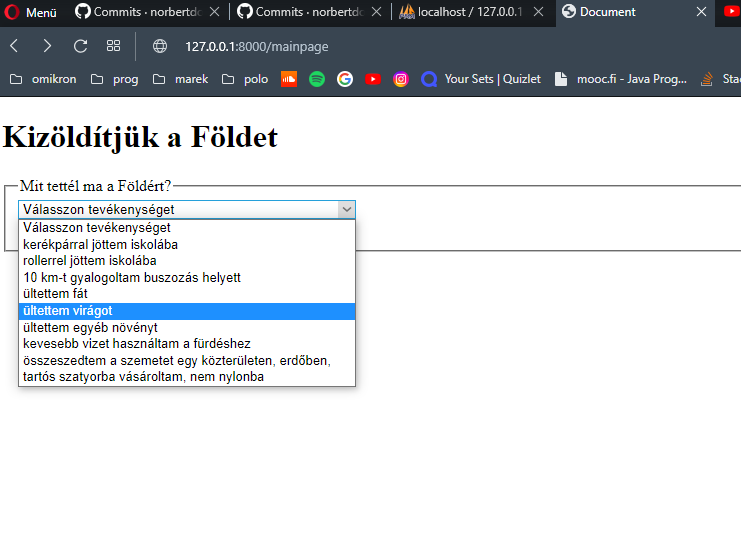 Menü
Commits · norbertdo
Commits · norbertdo
localhost / 127.0.0.1
Document
127.0.0.1:8000/mainpage
omikron
prog
marek
polo
Your Sets | Quizlet
mooc.fi - Java Prog...
Kizöldítjük a Földet
Mit tettél ma a Földért?
Válasszon tevékenységet
Válasszon tevékenységet
kerékpárral jöttem iskolába
rollerrel jöttem iskolába
10 km-t gyalogoltam buszozás helyett
ültettem fát
ültettem virágot
ültettem egyéb növényt
kevesebb vizet használtam a fürdéshez
összeszedtem a szemetet egy közterületen, erdőben,
tartós szatyorba vásároltam, nem nylonba